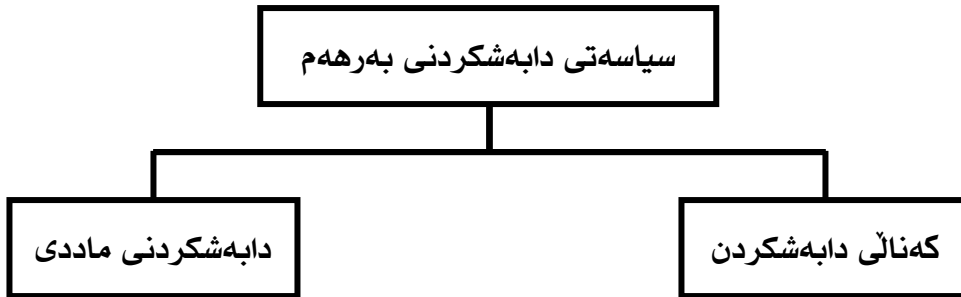 سیاسەتی دابەشکردنی بەرهەم
کەناڵی دابەشکردن
دابەشکردنی ماددی